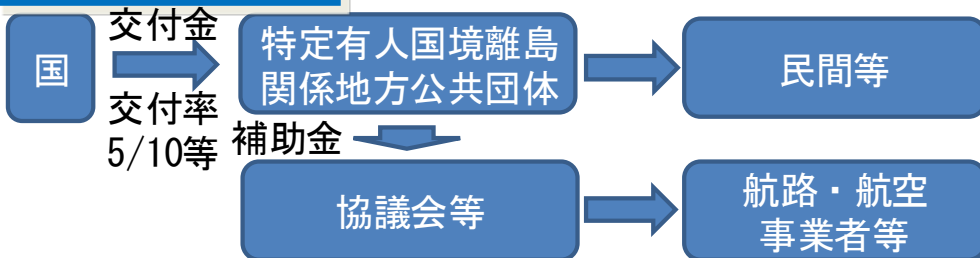 国
交付金
交付率
5/10等
特定有人国境離島
関係地方公共団体
民間等
補助金
協議会等
航路・航空
事業者等